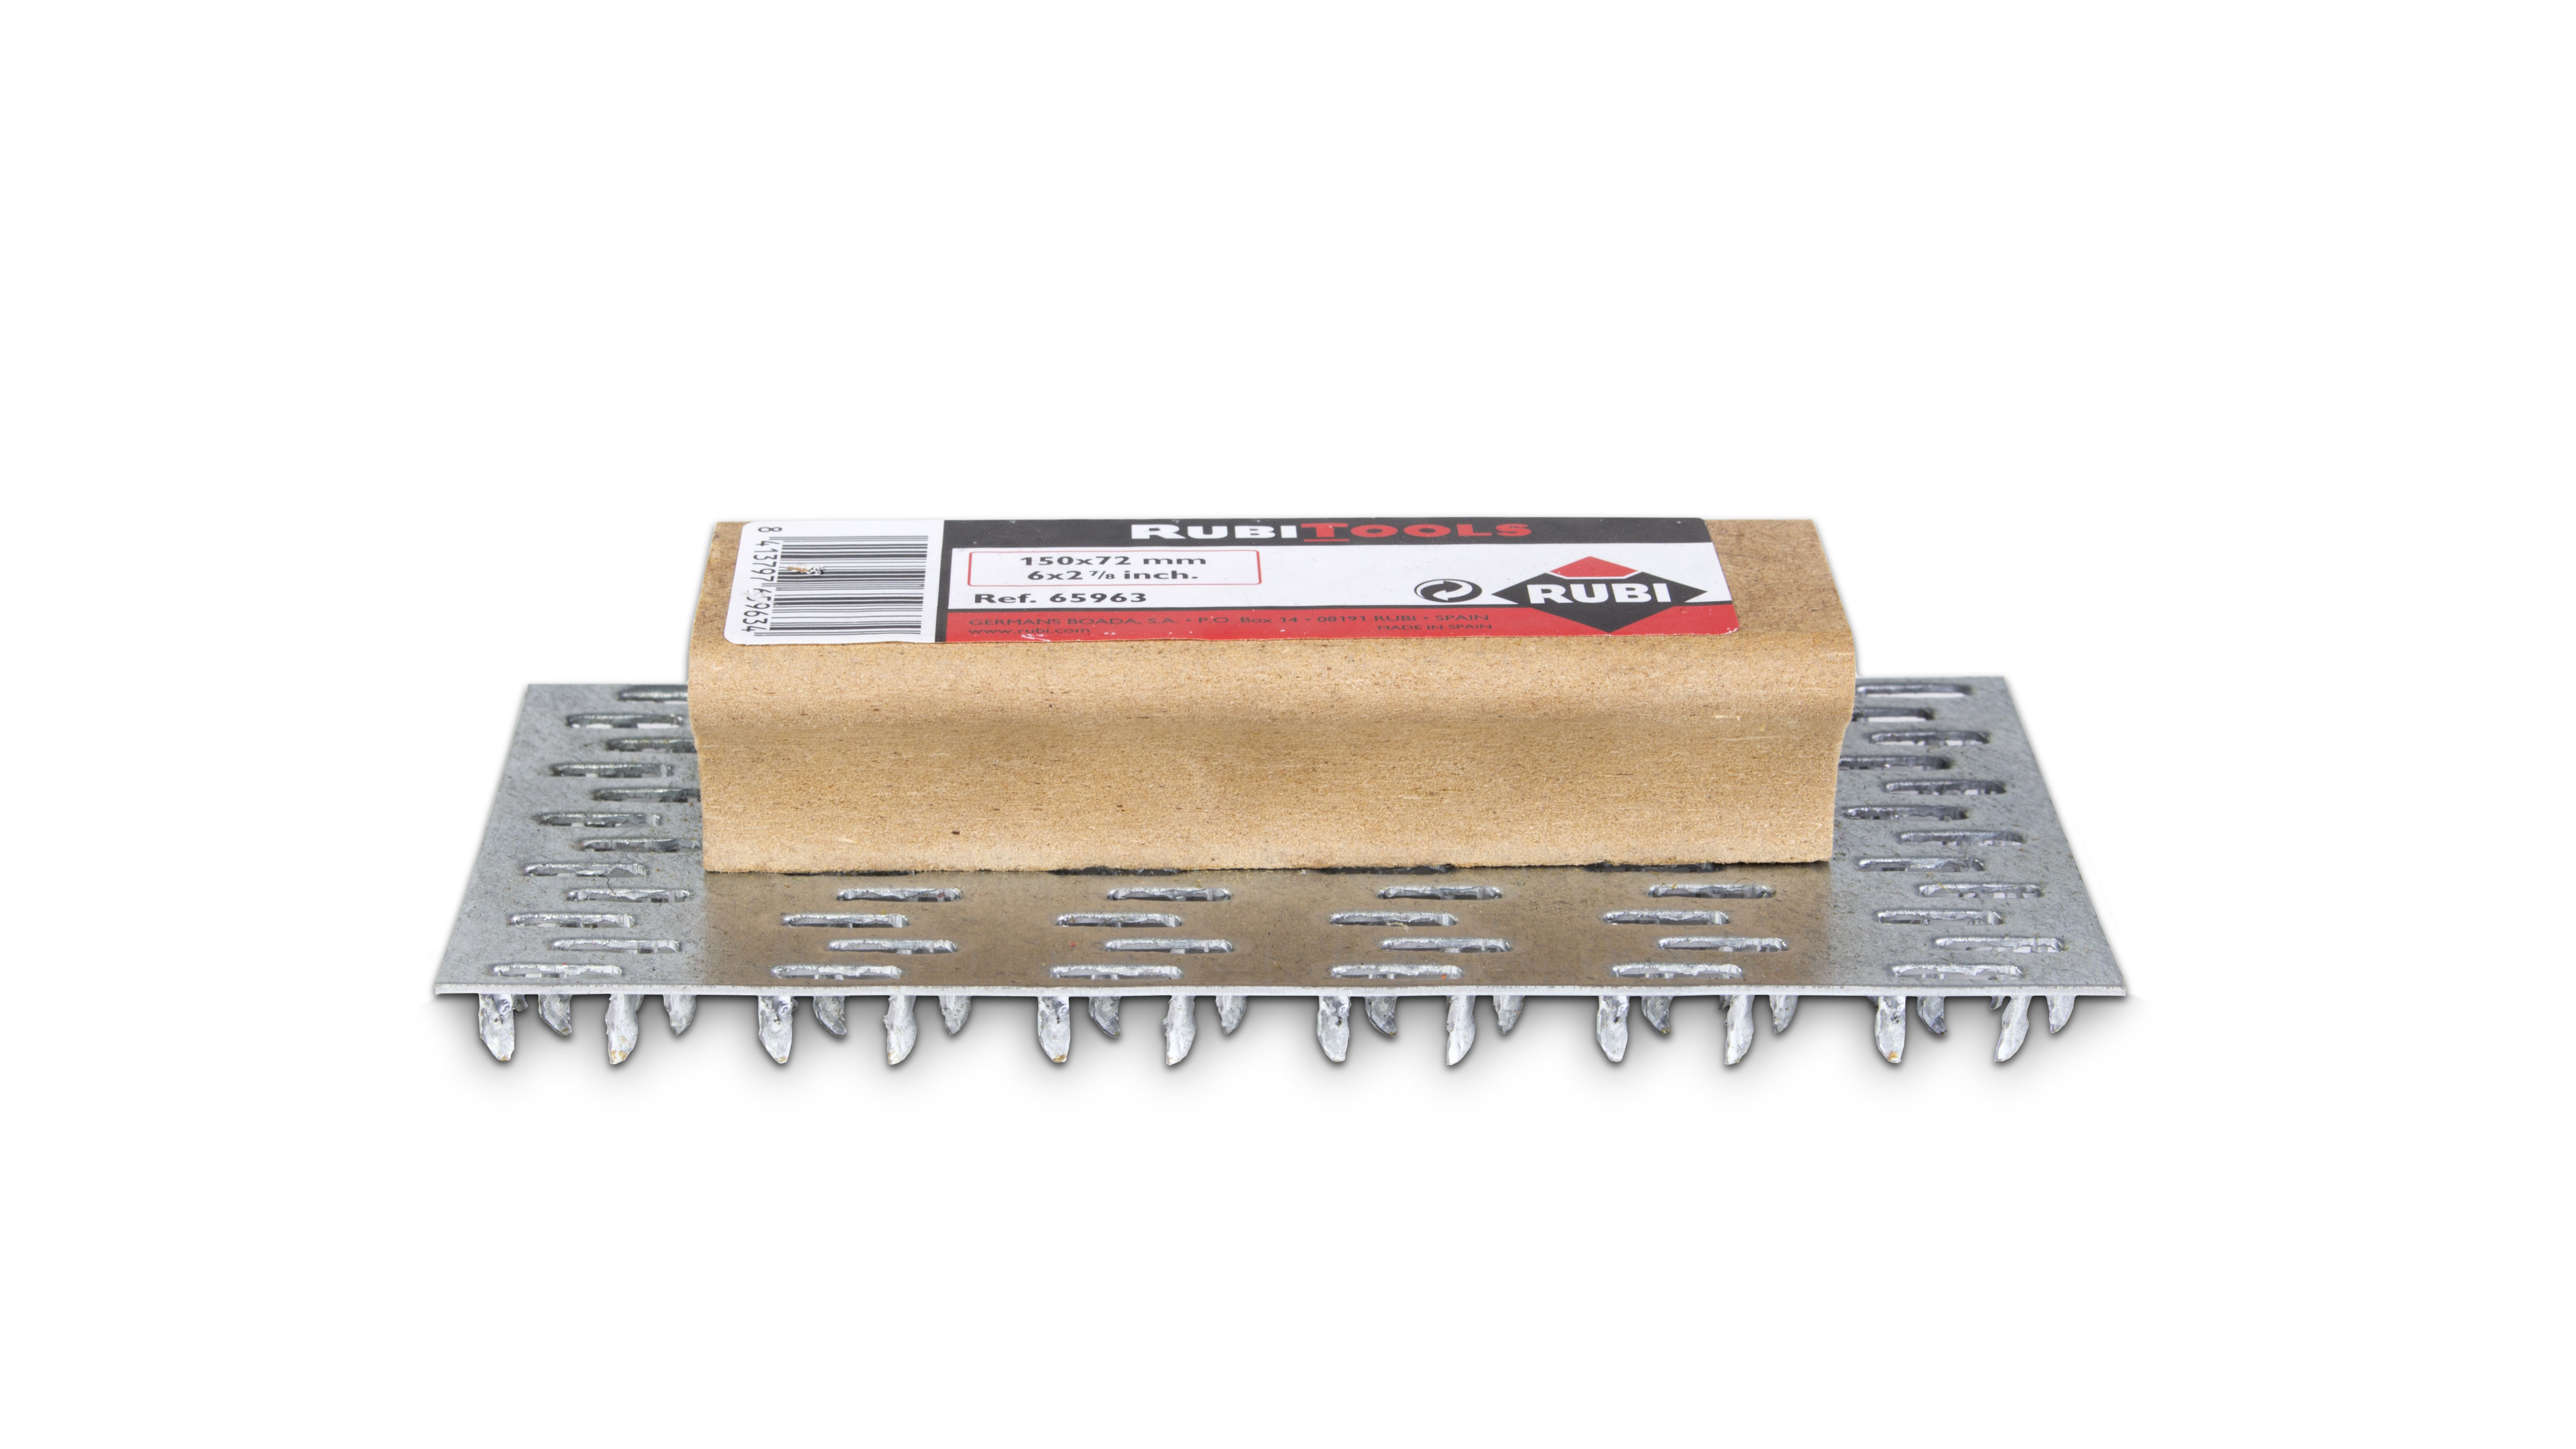 RUBITOOLS
150x72 mm
6x2 7/8 inch.
Ref. 65963
RUBI
GERMANS BOADA, S.A. • P.O. Box 14 • 08191 RUBI • SPAIN
www.rubi.com
MADE IN SPAIN
8 413797 659634